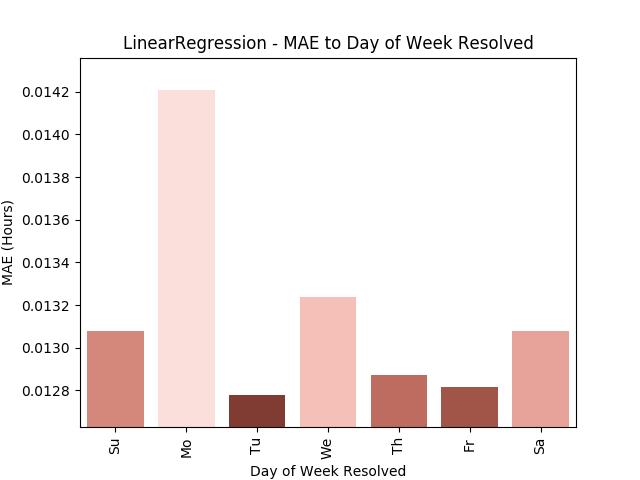 LinearRegression - MAE to Day of Week Resolved
0.0142
0.0140
0.0138
0.0136
0.0134
0.0132
0.0130
0.0128
MAE (Hours)
Su
Mo
Tu
We
Th
Fr
Sa
Day of Week Resolved